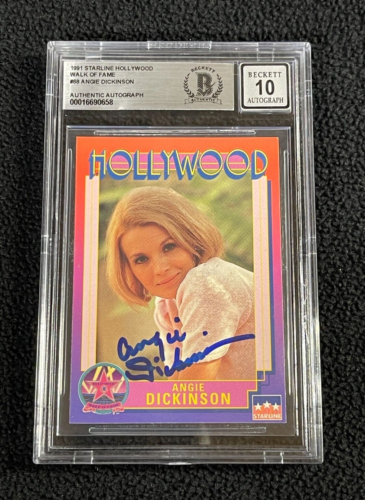 1991 STARLINE HOLLYWOOD
WALK OF FAME
#68 ANGIE DICKINSON
AUTHENTIC AUTOGRAPH
00016690658
BECKETT
B
BECKETT
10
AUTOGRAPH
HOLLYWOOD
Angie
Dickinson
ANGIE
DICKINSON
STARLINE